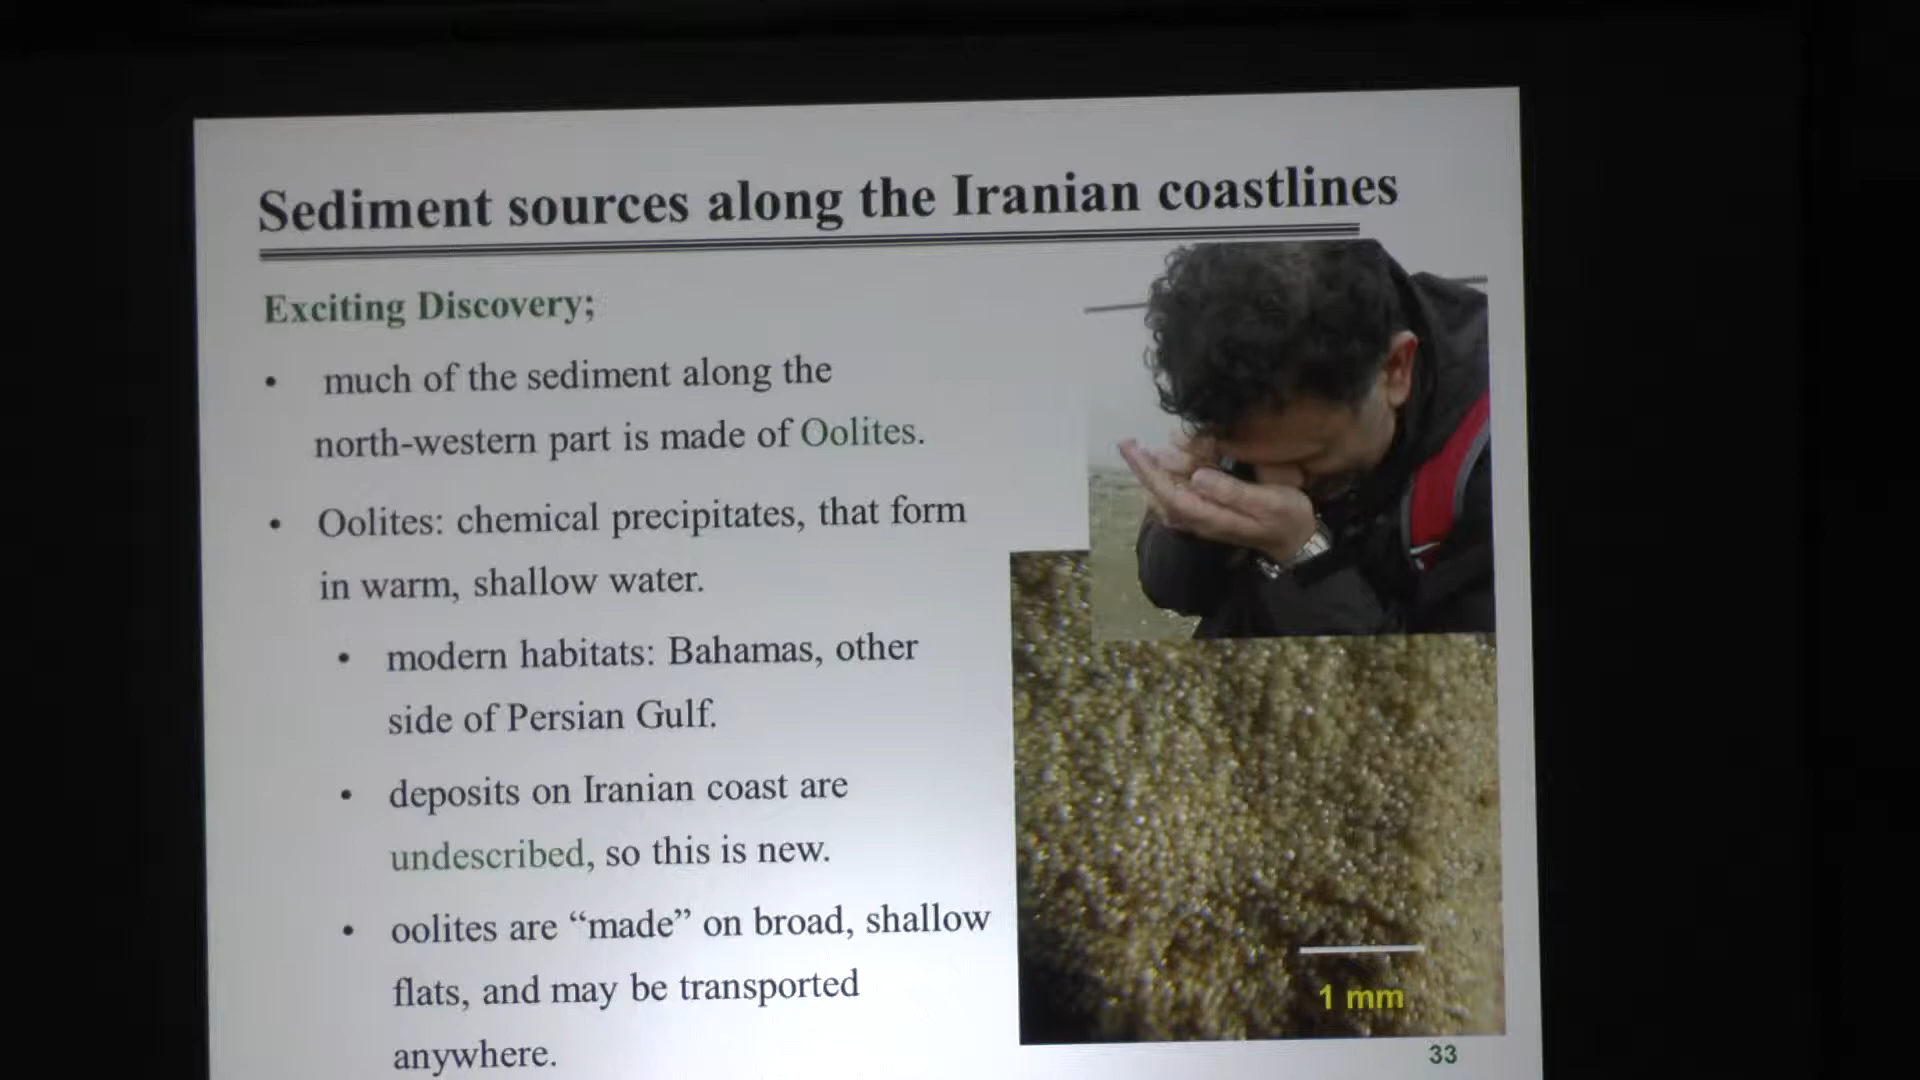 Sediment sources along the Iranian coastlines
Exciting Discovery;
• much of the sediment along the
north-western part is made of Oolites.
• Oolites: chemical precipitates, that form
in warm, shallow water.
• modern habitats: Bahamas, other
side of Persian Gulf.
• deposits on Iranian coast are
undescribed, so this is new.
• oolites are “made” on broad, shallow
flats, and may be transported
anywhere.
1 mm
33